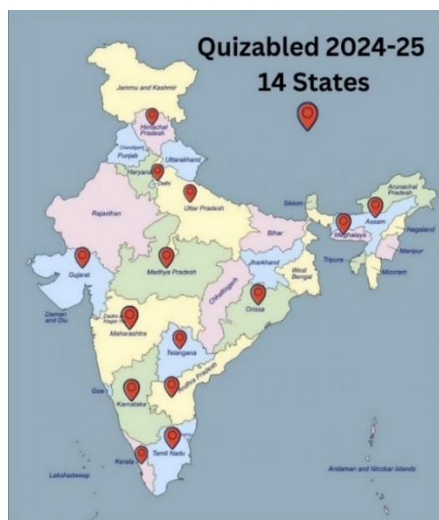 Quizabled 2024-25
14 States
Jammu and Kashmir
Himachal
Pradesh
Chandigarh
Punjab
Uttarakhand
Haryana
Delhi
Arunachal
Pradesh
Uttar Pradesh
Sikkim
Assam
Nagaland
Rajasthan
Bihar
Meghalaya
Manipur
Tripura
Mizoram
Gujarat
Madhya Pradesh
Jharkhand
West
Bengal
Chhattisgarh
Daman
and Diu
Orissa
Maharashtra
Telangana
Andhra Pradesh
Goa
Karnataka
Tamil Nadu
Kerala
Lakshadweep
Andaman and Nicobar Islands